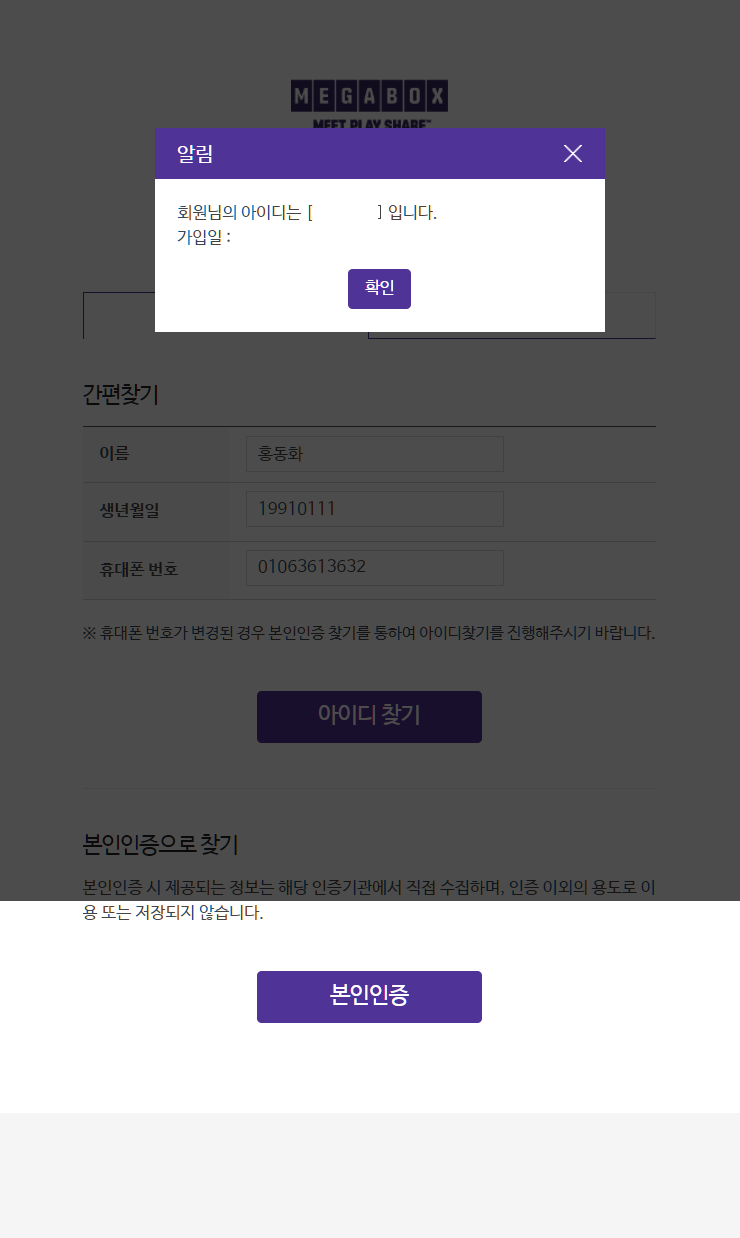 MEGABOX
MEET PLAY SHARE™
알림
회원님의 아이디는 [ ] 입니다.
가입일 :
확인
간편찾기
이름 홍동화
생년월일 19910111
휴대폰 번호 01063613632
※ 휴대폰 번호가 변경된 경우 본인인증 찾기를 통하여 아이디찾기를 진행해주시기 바랍니다.
아이디 찾기
본인인증으로 찾기
본인인증 시 제공되는 정보는 해당 인증기관에서 직접 수집하며, 인증 이외의 용도로 이
용 또는 저장되지 않습니다.
본인인증